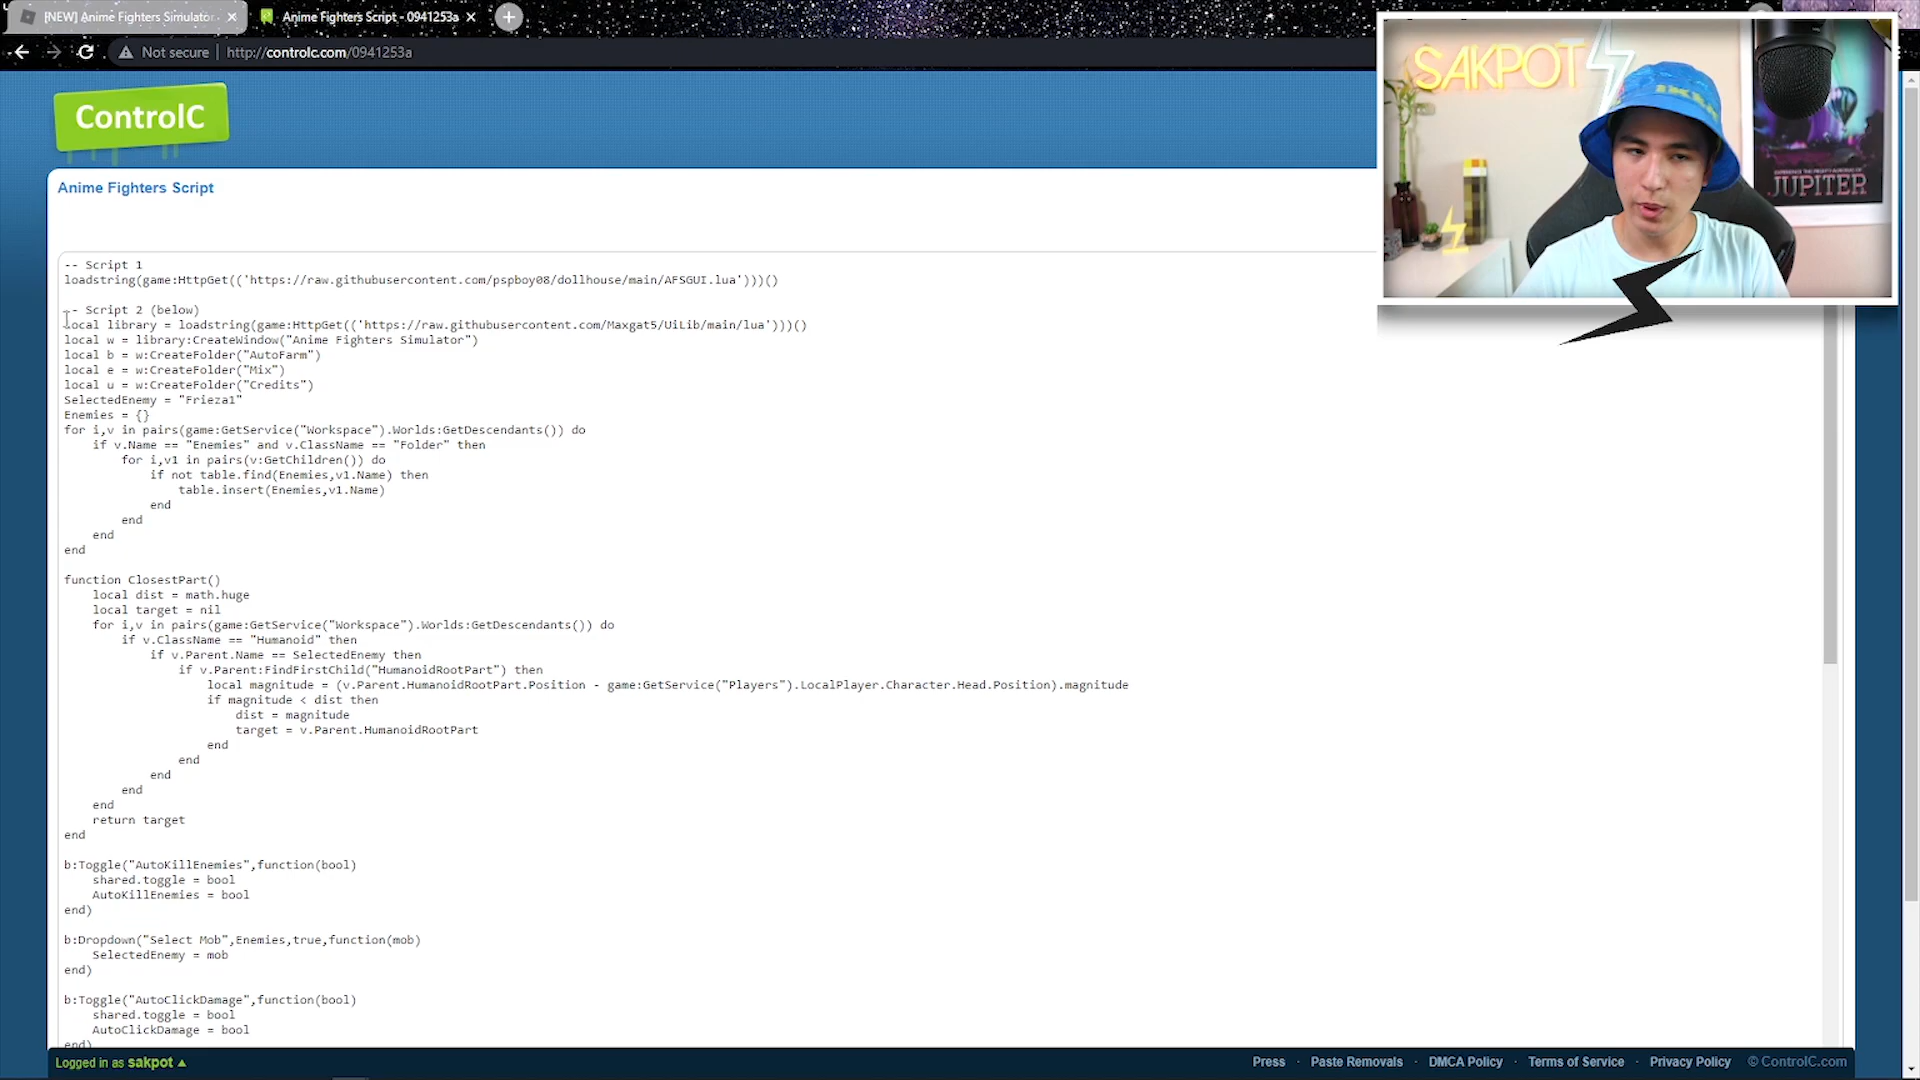 [NEW] Anime Fighters Simulator
Anime Fighters Script - 0941253a
Not secure
http://controlc.com/0941253a
ControlC
Anime Fighters Script
-- Script 1
loadstring(game:HttpGet(('https://raw.githubusercontent.com/pspboy08/dollhouse/main/AFSGUI.lua')))()
-- Script 2 (below)
local library = loadstring(game:HttpGet(('https://raw.githubusercontent.com/Maxgat5/UiLib/main/lua')))()
local w = library:CreateWindow("Anime Fighters Simulator")
local b = w:CreateFolder("AutoFarm")
local e = w:CreateFolder("Mix")
local u = w:CreateFolder("Credits")
SelectedEnemy = "Frieza1"
Enemies = {}
for i,v in pairs(game:GetService("Workspace").Worlds:GetDescendants()) do
    if v.Name == "Enemies" and v.ClassName == "Folder" then
        for i,v1 in pairs(v:GetChildren()) do
            if not table.find(Enemies,v1.Name) then
                table.insert(Enemies,v1.Name)
            end
        end
    end
end
function ClosestPart()
    local dist = math.huge
    local target = nil
    for i,v in pairs(game:GetService("Workspace").Worlds:GetDescendants()) do
        if v.ClassName == "Humanoid" then
            if v.Parent.Name == SelectedEnemy then
                if v.Parent:FindFirstChild("HumanoidRootPart") then
                    local magnitude = (v.Parent.HumanoidRootPart.Position - game:GetService("Players").LocalPlayer.Character.Head.Position).magnitude
                    if magnitude < dist then
                        dist = magnitude
                        target = v.Parent.HumanoidRootPart
                    end
                end
            end
        end
    end
    return target
end
b:Toggle("AutoKillEnemies",function(bool)
    shared.toggle = bool
    AutoKillEnemies = bool
end)
b:Dropdown("Select Mob",Enemies,true,function(mob)
    SelectedEnemy = mob
end)
b:Toggle("AutoClickDamage",function(bool)
    shared.toggle = bool
    AutoClickDamage = bool
end)
Logged in as sakpot
Press · Paste Removals · DMCA Policy · Terms of Service · Privacy Policy © ControlC.com
SAKPOT
IKEA
JUPITER